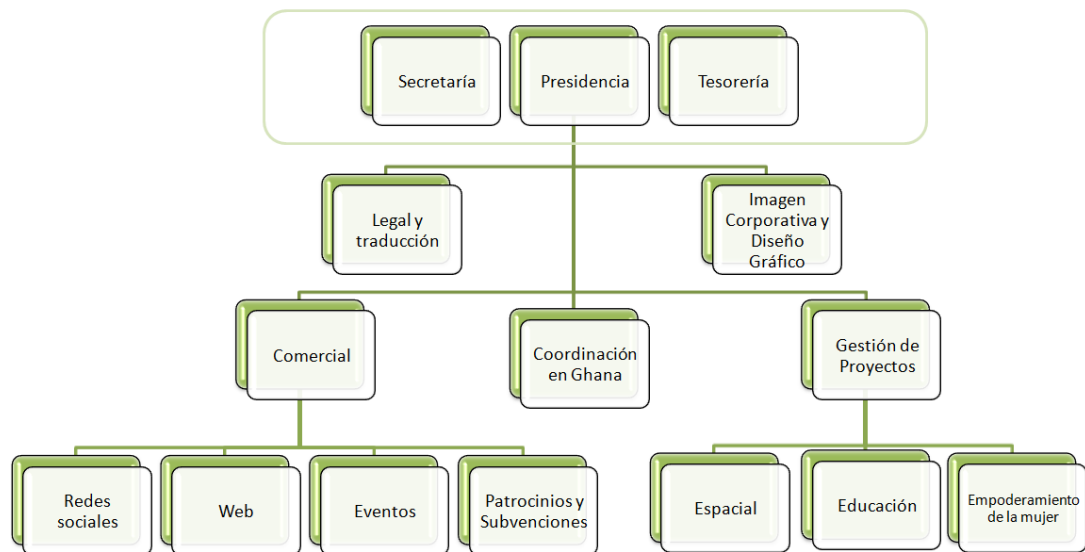 Secretaría
Presidencia
Tesorería
Legal y
traducción
Imagen
Corporativa y
Diseño
Gráfico
Comercial
Coordinación
en Ghana
Gestión de
Proyectos
Redes
sociales
Web
Eventos
Patrocinios y
Subvenciones
Espacial
Educación
Empoderamiento
de la mujer